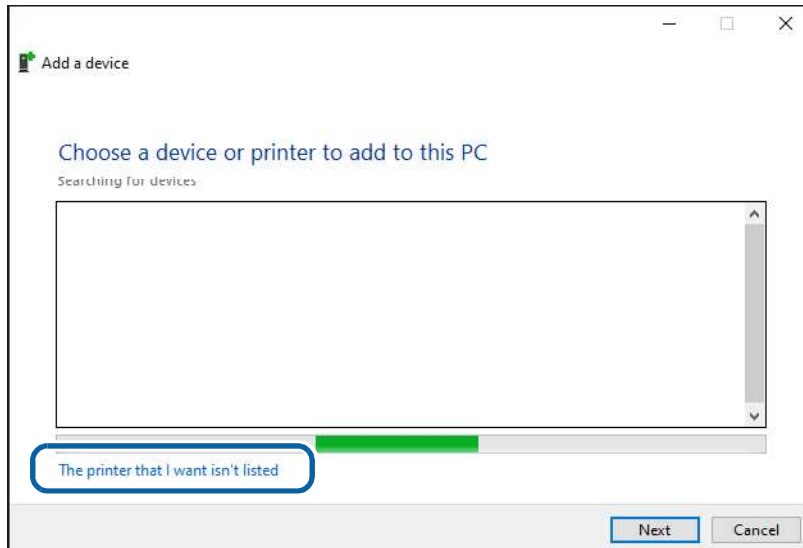 Add a device
Choose a device or printer to add to this PC
Searching for devices
The printer that I want isn't listed
Next
Cancel